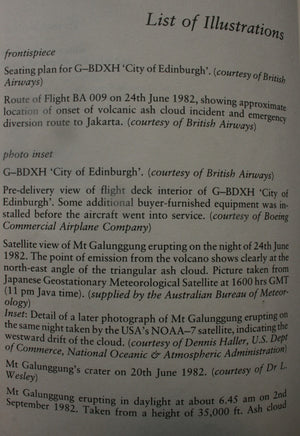 List of Illustrations
frontispiece
Seating plan for G–BDXH ‘City of Edinburgh’. (courtesy of British
Airways)
Route of Flight BA 009 on 24th June 1982, showing approximate
location of onset of volcanic ash cloud incident and emergency
diversion route to Jakarta. (courtesy of British Airways)
photo inset
G–BDXH ‘City of Edinburgh’. (courtesy of British Airways)
Pre-delivery view of flight deck interior of G–BDXH ‘City of
Edinburgh’. Some additional buyer-furnished equipment was in-
stalled before the aircraft went into service. (courtesy of Boeing
Commercial Airplane Company)
Satellite view of Mt Galunggung erupting on the night of 24th June
1982. The point of emission from the volcano shows clearly at the
north-east angle of the triangular ash cloud. Picture taken from
Japanese Geostationary Meteorological Satellite at 1600 hrs GMT
(11 pm Java time). (supplied by the Australian Bureau of Meteor-
ology)
Inset: Detail of a later photograph of Mt Galunggung erupting on
the same night taken by the USA’s NOAA–7 satellite, indicating the
westward drift of the cloud. (courtesy of Dennis Haller, U.S. Dept
of Commerce, National Oceanic & Atmospheric Administration)
Mt Galunggung’s crater on 20th June 1982. (courtesy of Dr L.
Wesley)
Mt Galunggung erupting in daylight at about 6.45 am on 2nd
September 1982. Taken from a height of 35,000 ft. Ash cloud